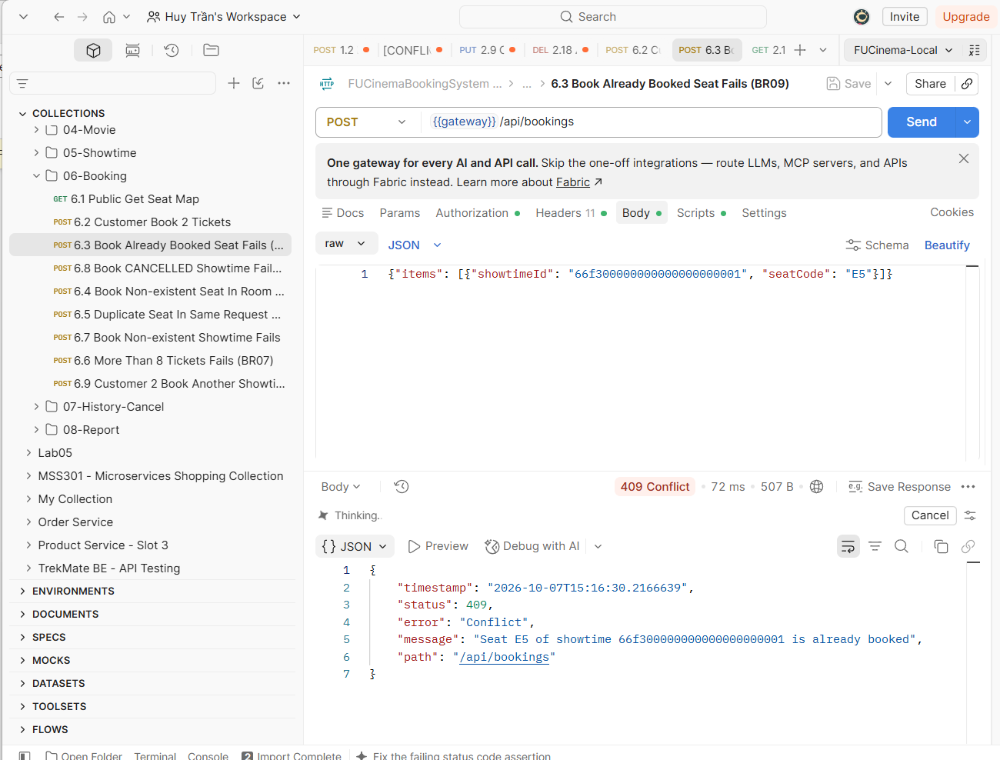 Huy Trần's Workspace
Search
Invite
Upgrade
POST 1.2
[CONFLI
PUT 2.9 C
DEL 2.18
POST 6.2 Cu
POST 6.3 Bo
GET 2.1
FUCinema-Local
COLLECTIONS
04-Movie
05-Showtime
06-Booking
GET 6.1 Public Get Seat Map
POST 6.2 Customer Book 2 Tickets
POST 6.3 Book Already Booked Seat Fails (...
POST 6.8 Book CANCELLED Showtime Fail...
POST 6.4 Book Non-existent Seat In Room ...
POST 6.5 Duplicate Seat In Same Request ...
POST 6.7 Book Non-existent Showtime Fails
POST 6.6 More Than 8 Tickets Fails (BR07)
POST 6.9 Customer 2 Book Another Showti...
07-History-Cancel
08-Report
Lab05
MSS301 - Microservices Shopping Collection
My Collection
Order Service
Product Service - Slot 3
TrekMate BE - API Testing
ENVIRONMENTS
DOCUMENTS
SPECS
MOCKS
DATASETS
TOOLSETS
FLOWS
HTTP FUCinemaBookingSystem ... > ... > 6.3 Book Already Booked Seat Fails (BR09)
Save
Share
POST
{{gateway}} /api/bookings
Send
One gateway for every AI and API call. Skip the one-off integrations — route LLMs, MCP servers, and APIs
through Fabric instead. Learn more about Fabric ↗
Docs
Params
Authorization
Headers 11
Body
Scripts
Settings
Cookies
raw
JSON
Schema
Beautify
1 {"items": [{"showtimeId": "66f300000000000000000001", "seatCode": "E5"}]}
Body
409 Conflict
72 ms
507 B
e.g. Save Response
Thinking..
Cancel
{} JSON
Preview
Debug with AI
1 {
2 "timestamp": "2026-10-07T15:16:30.2166639",
3 "status": 409,
4 "error": "Conflict",
5 "message": "Seat E5 of showtime 66f300000000000000000001 is already booked",
6 "path": "/api/bookings"
7 }
Open Folder
Terminal
Console
2 Import Complete
Fix the failing status code assertion